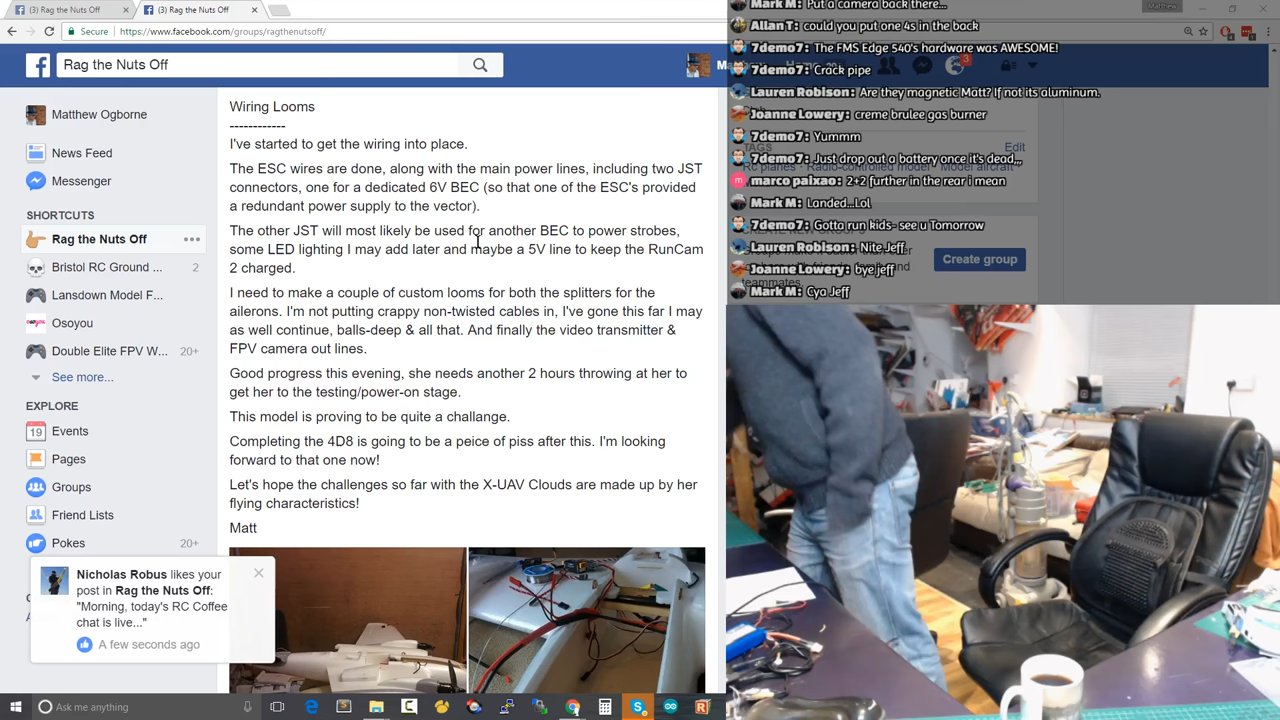 (3) Rag the Nuts Off
(3) Rag the Nuts Off
Matthew
Secure
https://www.facebook.com/groups/ragthenutsoff/
Rag the Nuts Off
3
Matthew Ogborne
News Feed
Messenger
SHORTCUTS
Rag the Nuts Off
Bristol RC Ground ... 2
Lansdown Model F...
Osoyou
Double Elite FPV W... 20+
See more...
EXPLORE
19 Events
Pages
Groups
Friend Lists
Pokes 20+
Nicholas Robus likes your
post in Rag the Nuts Off:
"Morning, today's RC Coffee
chat is live..."
A few seconds ago
Wiring Looms
------------
I've started to get the wiring into place.
The ESC wires are done, along with the main power lines, including two JST
connectors, one for a dedicated 6V BEC (so that one of the ESC's provided
a redundant power supply to the vector).
The other JST will most likely be used for another BEC to power strobes,
some LED lighting I may add later and maybe a 5V line to keep the RunCam
2 charged.
I need to make a couple of custom looms for both the splitters for the
ailerons. I'm not putting crappy non-twisted cables in, I've gone this far I may
as well continue, balls-deep & all that. And finally the video transmitter &
FPV camera out lines.
Good progress this evening, she needs another 2 hours throwing at her to
get her to the testing/power-on stage.
This model is proving to be quite a challenge.
Completing the 4D8 is going to be a peice of piss after this. I'm looking
forward to that one now!
Let's hope the challenges so far with the X-UAV Clouds are made up by her
flying characteristics!
Matt
Mark M: Put a camera back there...
Allan T: could you put one 4s in the back
7demo7: The FMS Edge 540's hardware was AWESOME!
7demo7: Crack pipe
Lauren Robison: Are they magnetic Matt? If not its aluminum.
Joanne Lowery: creme brulee gas burner
7demo7: Yummm
7demo7: Just drop out a battery once it's dead,,,
m marco paixao: 2+2 further in the rear i mean
Mark M: Landed...Lol
7demo7: Gotta run kids- see u Tomorrow
Lauren Robison: Nite Jeff.
Joanne Lowery: bye jeff
Mark M: Cya Jeff
TAGS
Edit
Create group
teammates.
Ask me anything